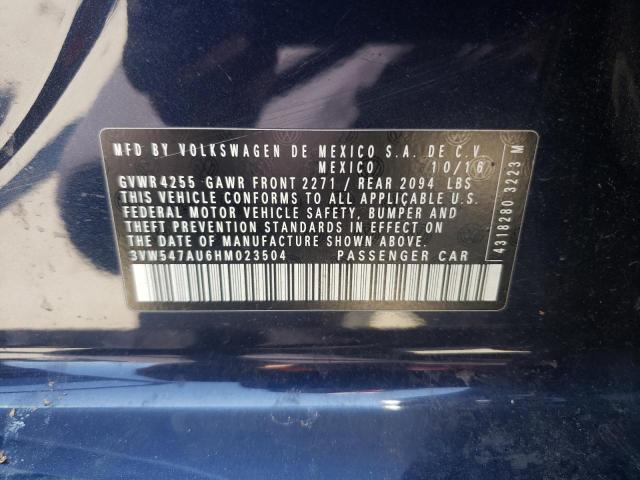 MFD BY VOLKSWAGEN DE MEXICO S.A. DE C.V.
MEXICO 10/16
GVWR 4255 GAWR FRONT 2271 / REAR 2094 LBS
THIS VEHICLE CONFORMS TO ALL APPLICABLE U.S.
FEDERAL MOTOR VEHICLE SAFETY, BUMPER AND
THEFT PREVENTION STANDARDS IN EFFECT ON THE
DATE OF MANUFACTURE SHOWN ABOVE.
3VW547AU6HM023504 PASSENGER CAR
4318280 3223 M